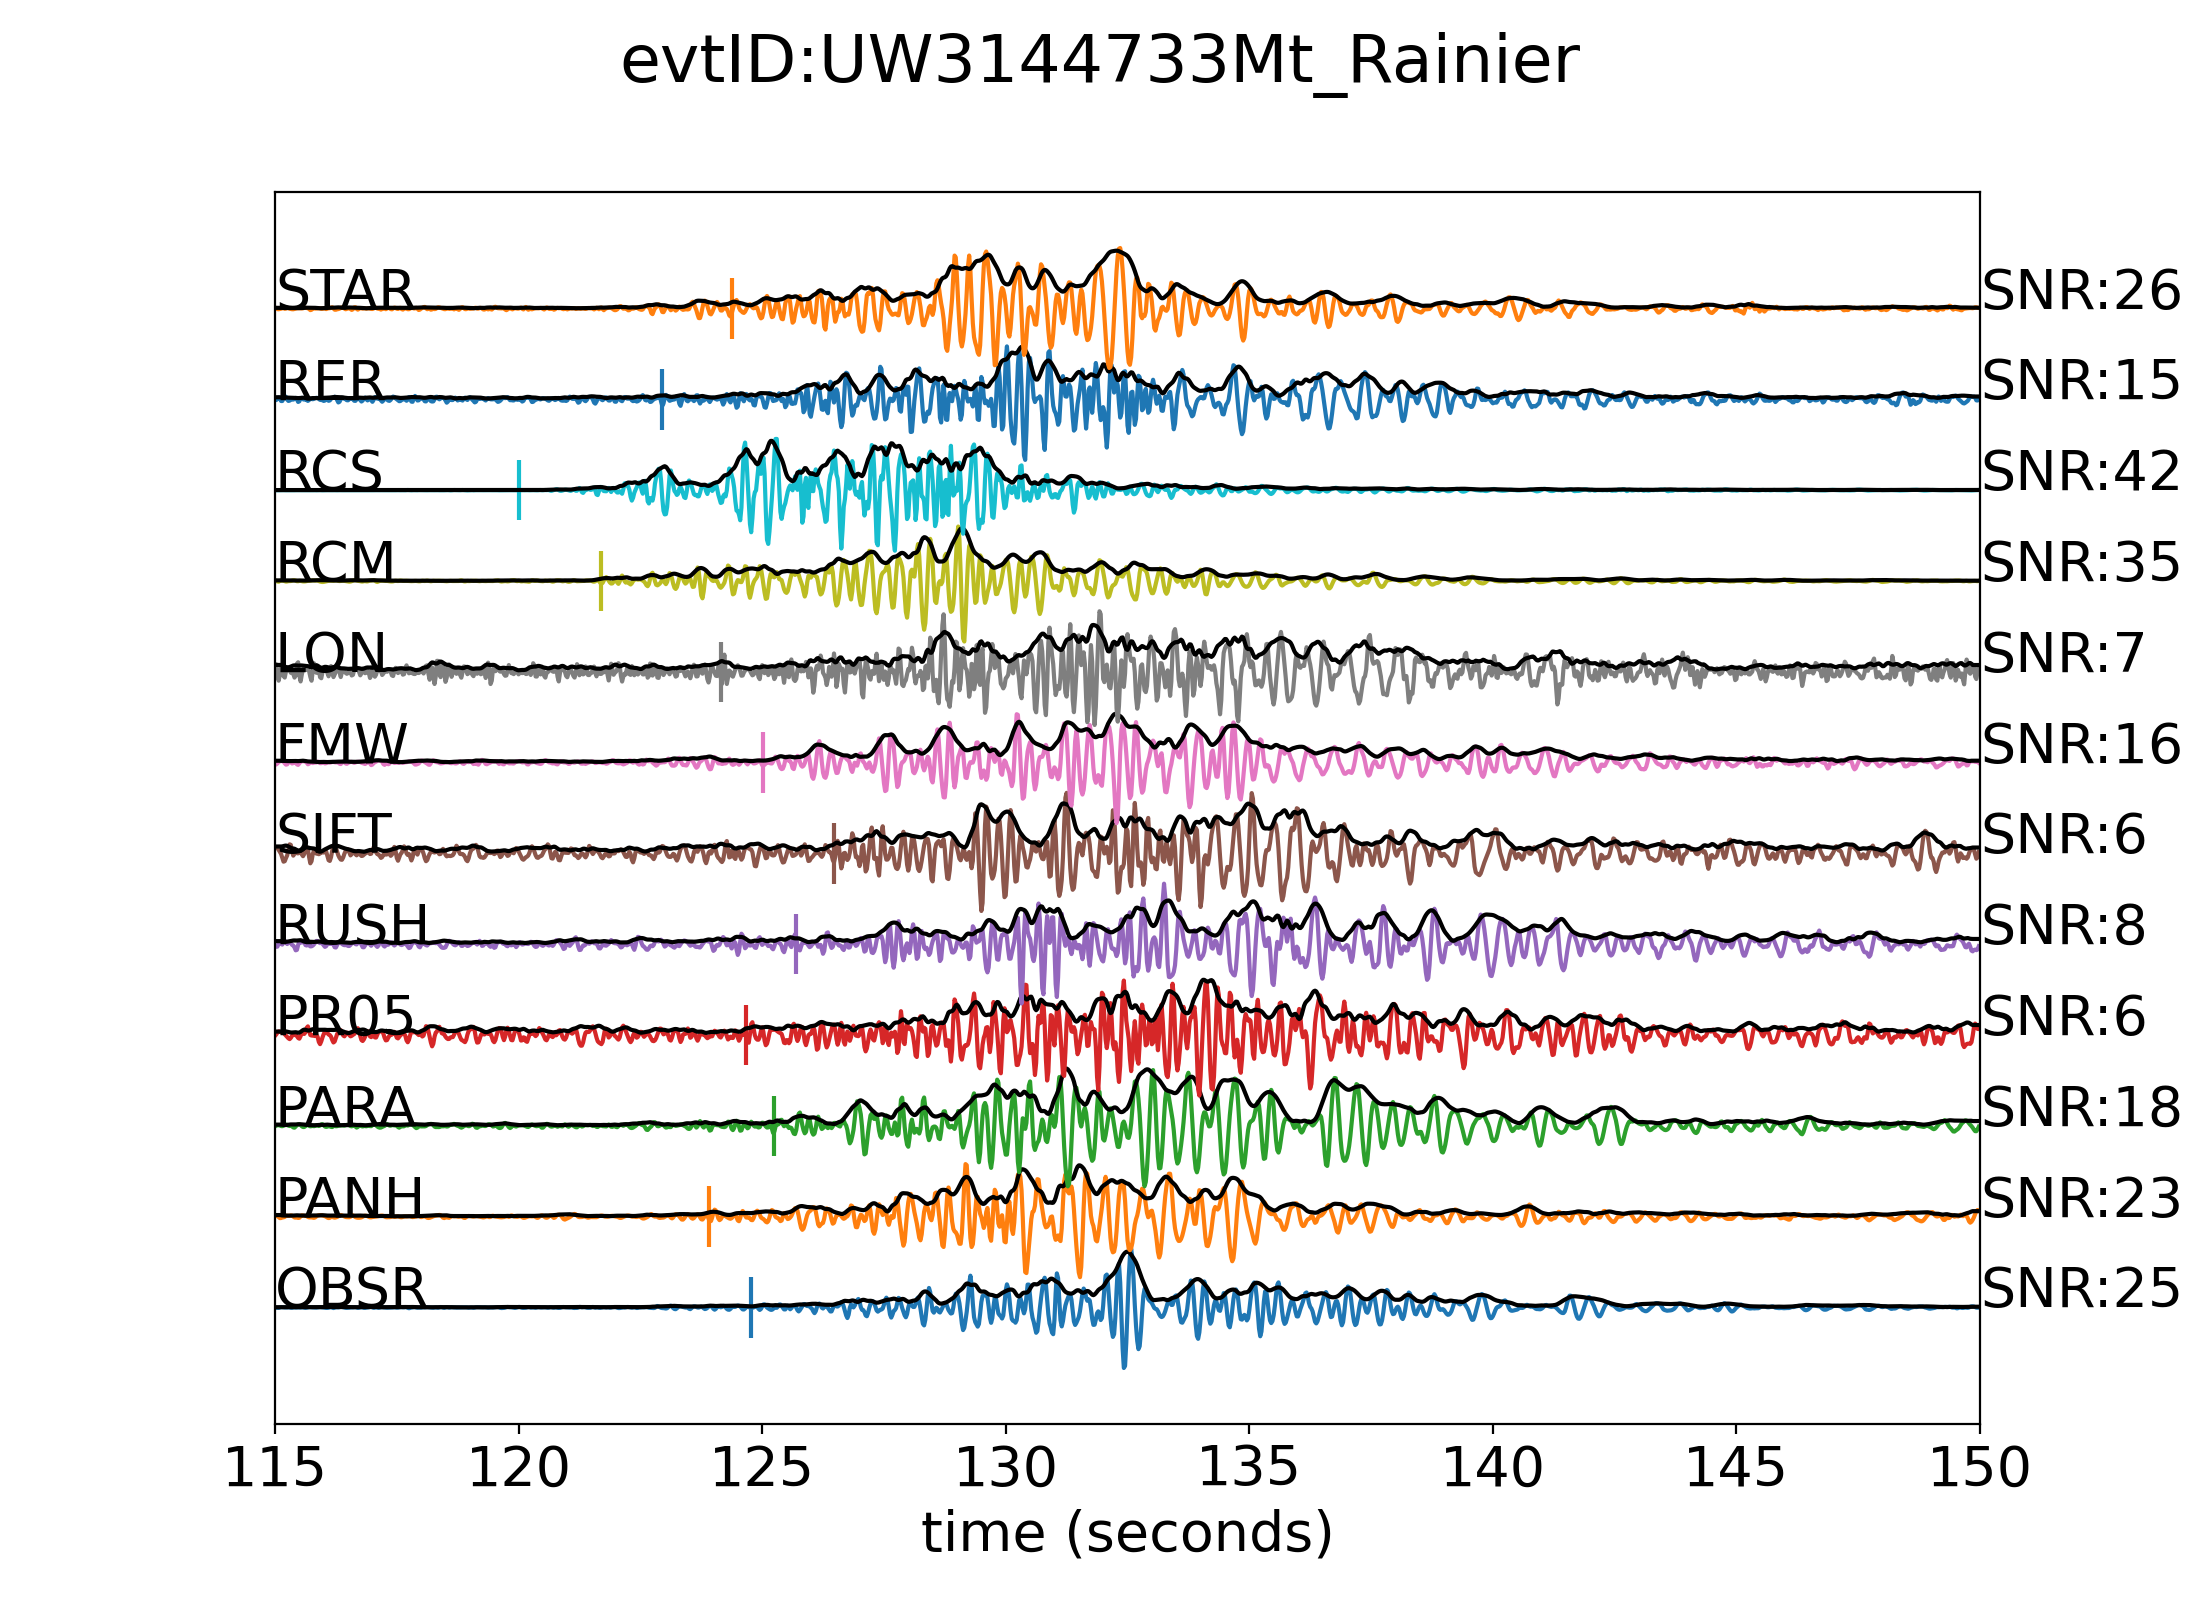 evtID:UW3144733Mt_Rainier
STAR SNR:26
RER SNR:15
RCS SNR:42
RCM SNR:35
LON SNR:7
FMW SNR:16
SIFT SNR:6
RUSH SNR:8
PR05 SNR:6
PARA SNR:18
PANH SNR:23
OBSR SNR:25
115 120 125 130 135 140 145 150
time (seconds)